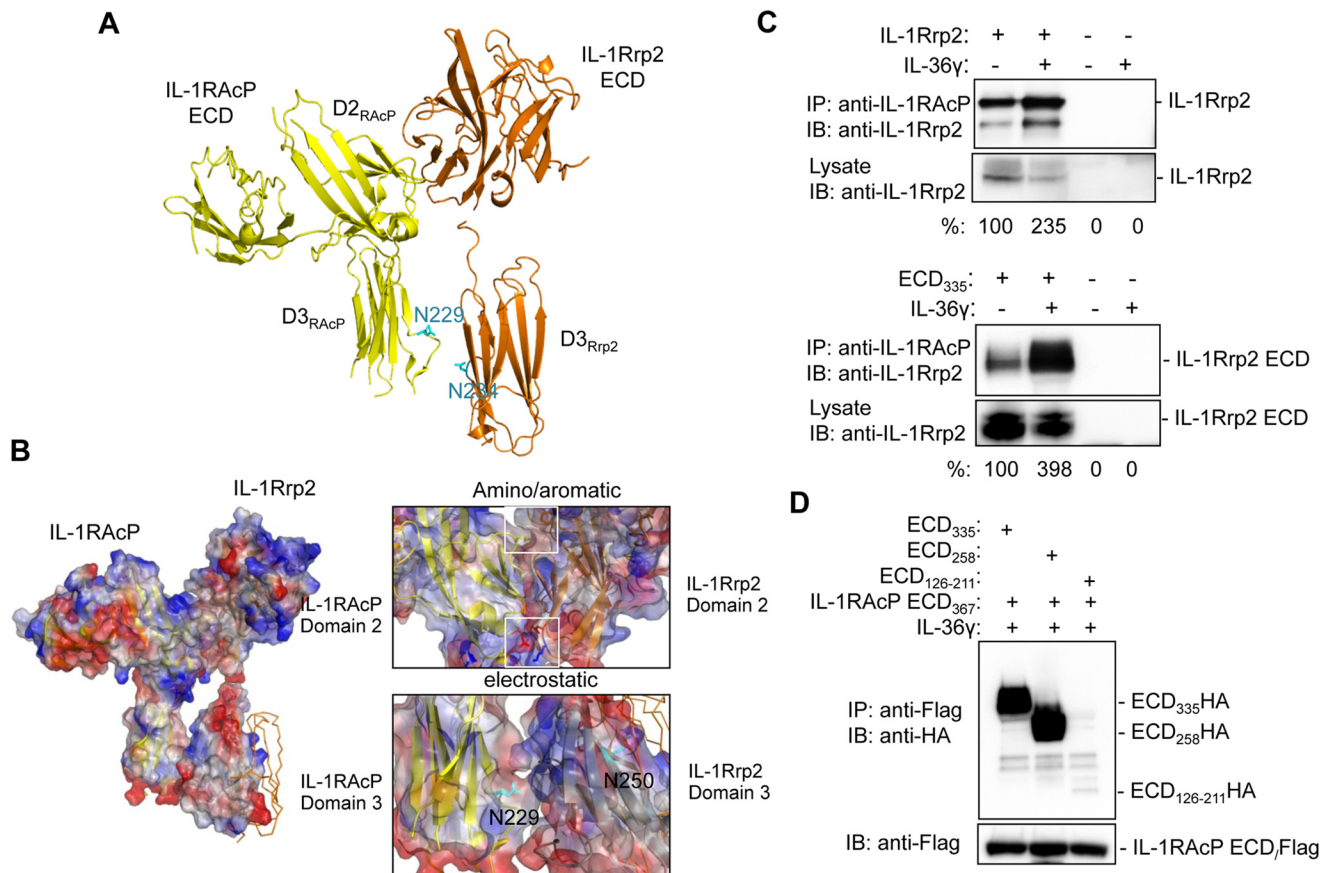 A
IL-1RAcP
ECD
D2RAcP
IL-1Rrp2
ECD
D3RAcP
N229
N234
D3Rrp2
B
IL-1RAcP
IL-1Rrp2
IL-1RAcP
Domain 2
IL-1RAcP
Domain 3
Amino/aromatic
IL-1Rrp2
Domain 2
electrostatic
N250
N229
IL-1Rrp2
Domain 3
C
IL-1Rrp2: + + - -
IL-36γ: - + - +
IP: anti-IL-1RAcP
IB: anti-IL-1Rrp2
- IL-1Rrp2
Lysate
IB: anti-IL-1Rrp2
- IL-1Rrp2
%: 100 235 0 0
ECD335: + + - -
IL-36γ: - + - +
IP: anti-IL-1RAcP
IB: anti-IL-1Rrp2
- IL-1Rrp2 ECD
Lysate
IB: anti-IL-1Rrp2
- IL-1Rrp2 ECD
%: 100 398 0 0
D
ECD335: +
ECD258: +
ECD126-211: +
IL-1RAcP ECD367: + + +
IL-36γ: + + +
IP: anti-Flag
IB: anti-HA
- ECD335HA
- ECD258HA
- ECD126-211HA
IB: anti-Flag
- IL-1RAcP ECD/Flag